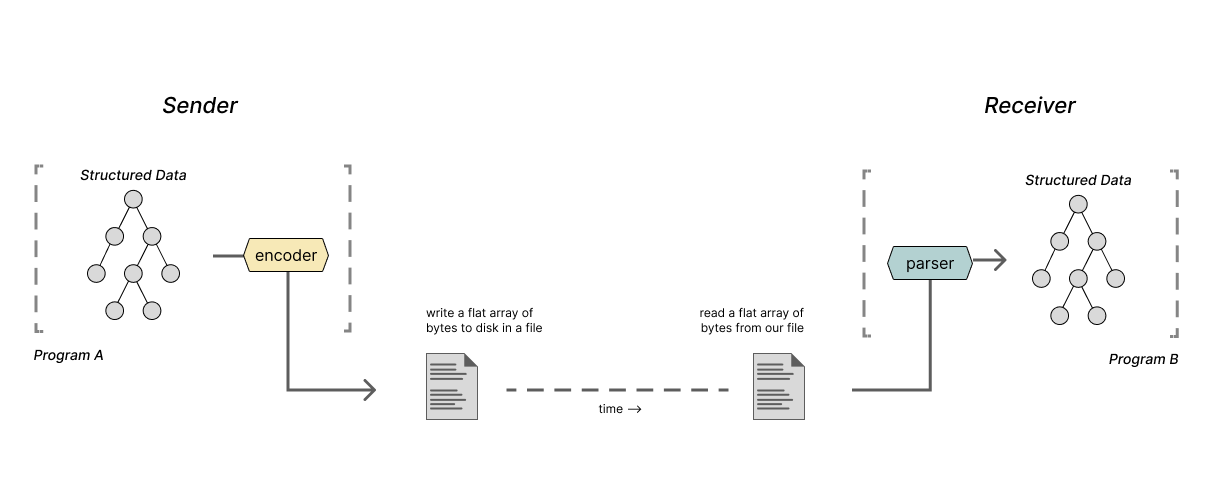 Sender
Receiver
Structured Data
Structured Data
encoder
parser
write a flat array of
bytes to disk in a file
read a flat array of
bytes from our file
Program A
Program B
time →